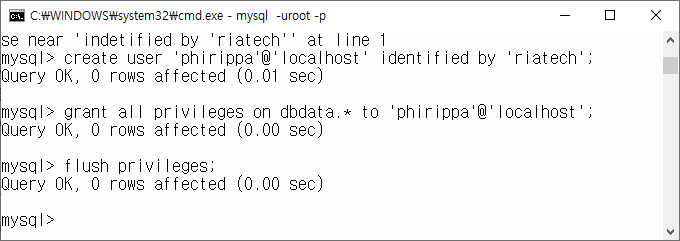 C:₩WINDOWS₩system32₩cmd.exe - mysql  -uroot -p
se near 'indetified by 'riatech'' at line 1
mysql> create user 'phirippa'@'localhost' identified by 'riatech';
Query OK, 0 rows affected (0.01 sec)
mysql> grant all privileges on dbdata.* to 'phirippa'@'localhost';
Query OK, 0 rows affected (0.00 sec)
mysql> flush privileges;
Query OK, 0 rows affected (0.00 sec)
mysql>